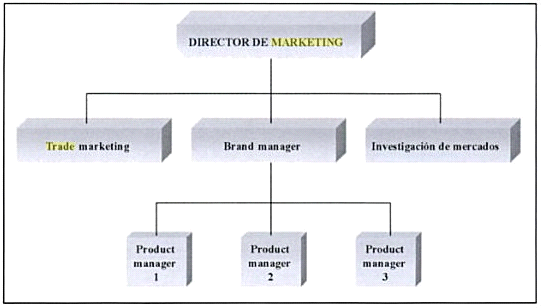 DIRECTOR DE MARKETING
Trade marketing
Brand manager
Investigación de mercados
Product
manager
1
Product
manager
2
Product
manager
3